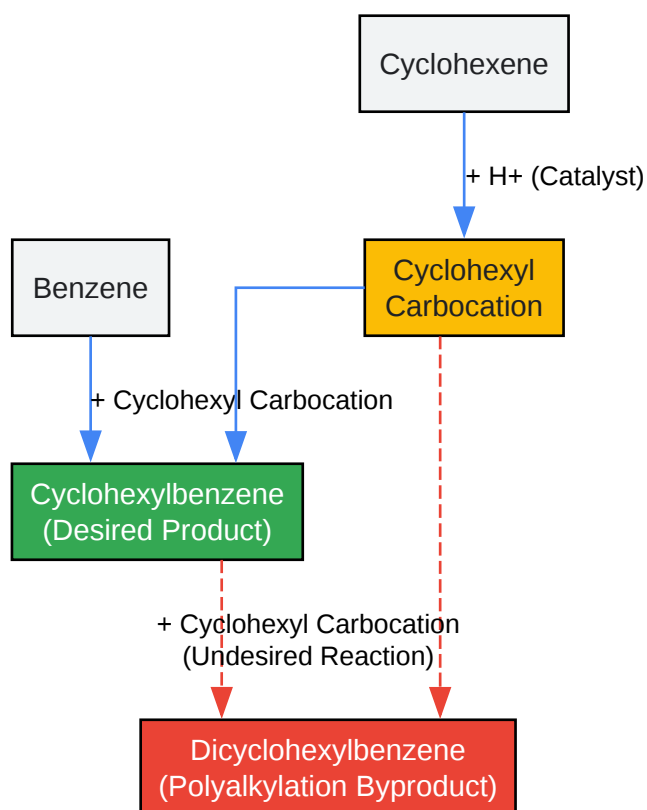 Cyclohexene
+ H+ (Catalyst)
Benzene
Cyclohexyl
Carbocation
+ Cyclohexyl Carbocation
Cyclohexylbenzene
(Desired Product)
+ Cyclohexyl Carbocation
(Undesired Reaction)
Dicyclohexylbenzene
(Polyalkylation Byproduct)